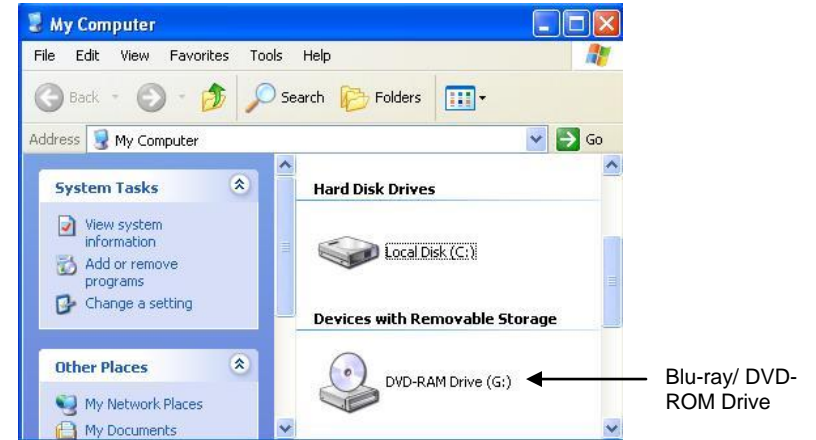 My Computer
File Edit View Favorites Tools Help
Back Search Folders
Address My Computer Go
System Tasks
View system
information
Add or remove
programs
Change a setting
Other Places
My Network Places
My Documents
Hard Disk Drives
Local Disk (C:)
Devices with Removable Storage
DVD-RAM Drive (G:)
Blu-ray/ DVD-
ROM Drive